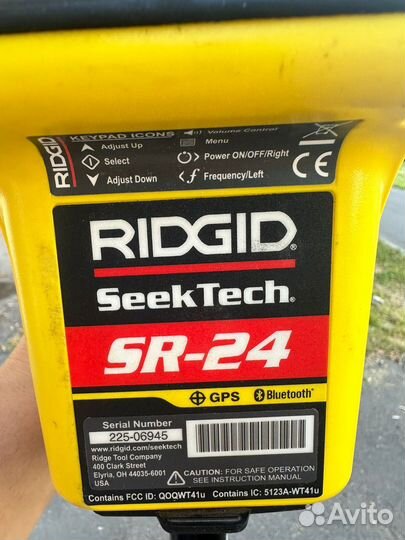 RIDGID
KEYPAD ICONS
Volume Control
Adjust Up
Menu
Select
Power ON/OFF/Right
Adjust Down
Frequency/Left
CE
RIDGID®
SeekTech®
SR-24
GPS
Bluetooth®
Serial Number
225-06945
www.ridgid.com/seektech
Ridge Tool Company
400 Clark Street
Elyria, OH 44035-6001
USA
CAUTION: FOR SAFE OPERATION
SEE INSTRUCTION MANUAL
Contains FCC ID: QOQWT41u Contains IC: 5123A-WT41u
Avito